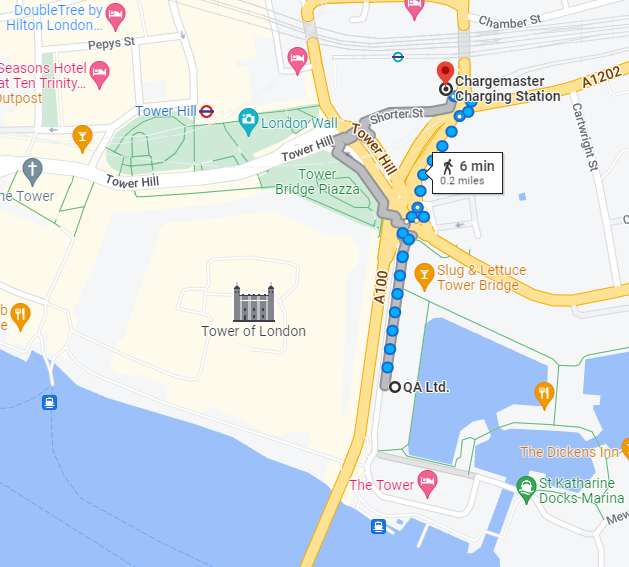 DoubleTree by
Hilton London...
Chamber St
Pepys St
Seasons Hotel
at Ten Trinity...
Outpost
Chargemaster
Charging Station
A1202
Tower Hill
London Wall
Shorter St
Cartwright St
Tower Hill
Tower Hill
6 min
0.2 miles
Tower Hill
Tower
Bridge Piazza
he Tower
A100
Slug & Lettuce
Tower Bridge
b
e
Tower of London
QA Ltd.
The Dickens Inn
The Tower
St Katharine
Docks Marina
Mew